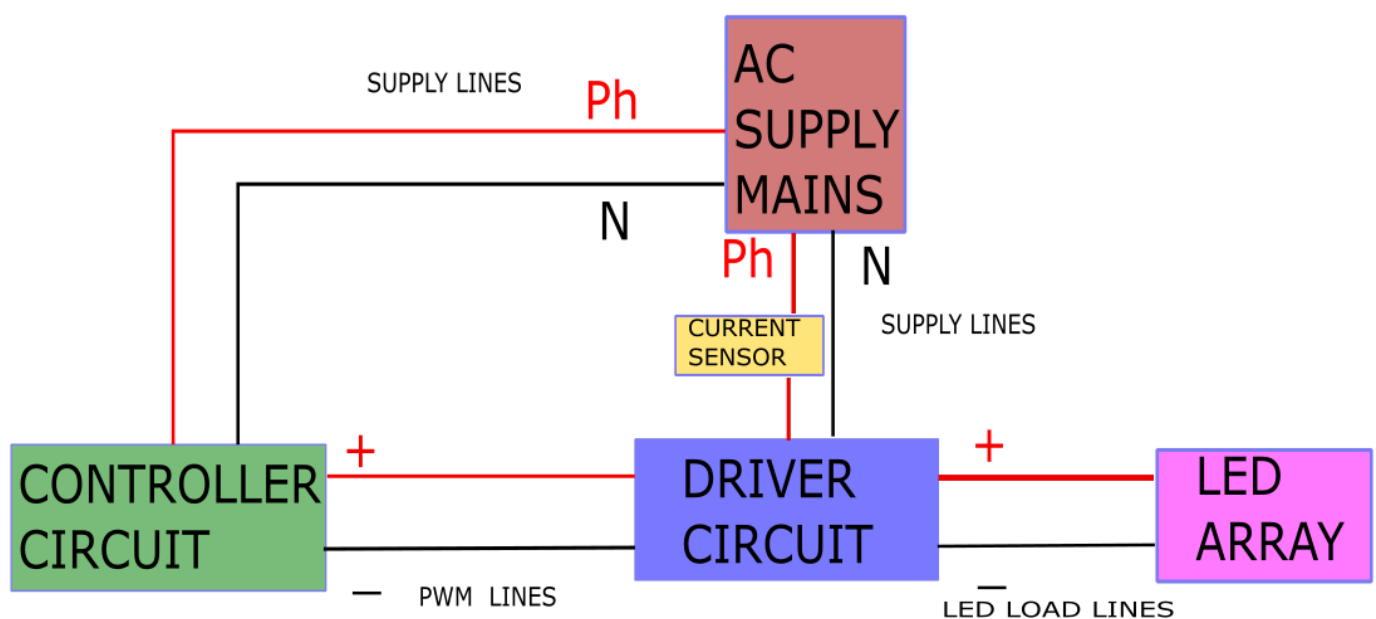 AC
SUPPLY
MAINS
SUPPLY LINES
Ph
N
Ph
N
CURRENT
SENSOR
SUPPLY LINES
CONTROLLER
CIRCUIT
+
DRIVER
CIRCUIT
+
LED
ARRAY
–
PWM LINES
–
LED LOAD LINES